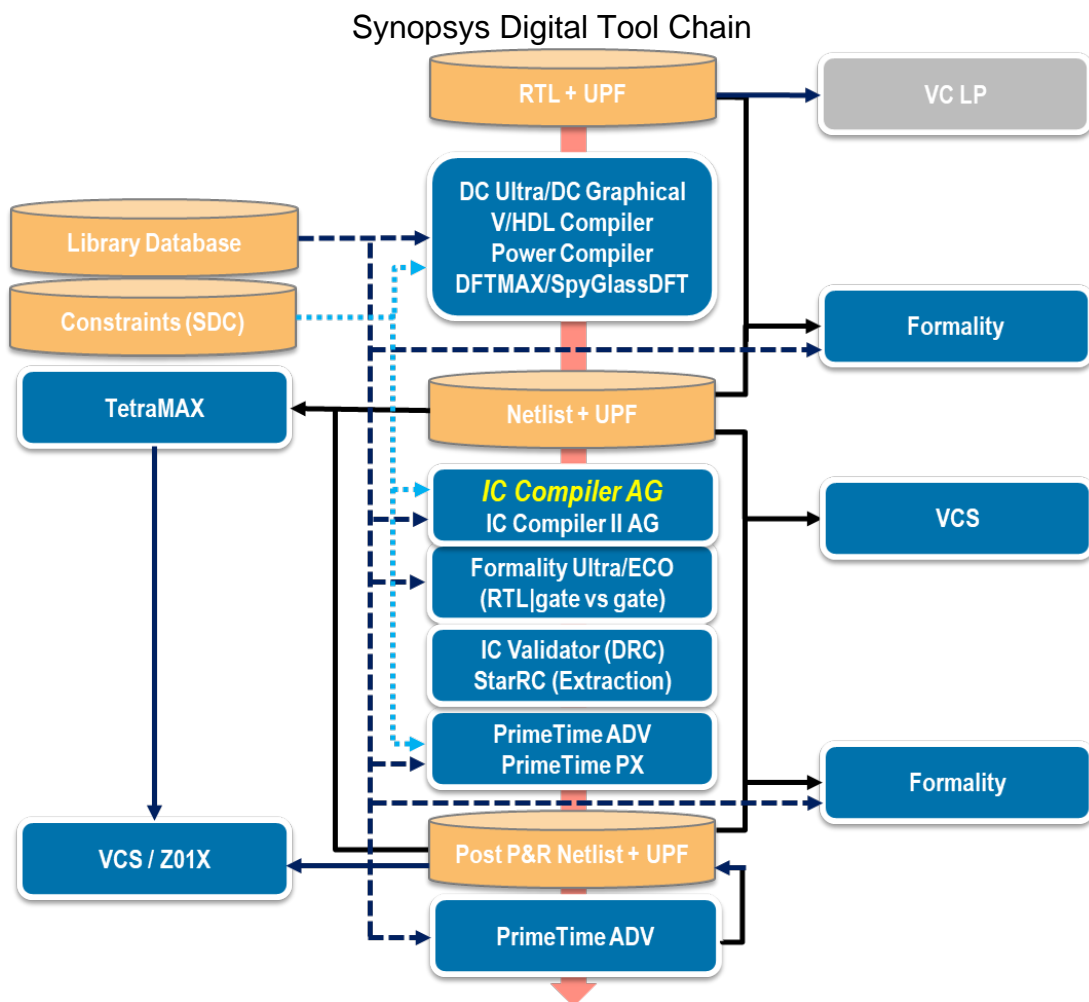 Synopsys Digital Tool Chain
RTL + UPF
VC LP
DC Ultra/DC Graphical
V/HDL Compiler
Power Compiler
DFTMAX/SpyGlassDFT
Library Database
Constraints (SDC)
Formality
TetraMAX
Netlist + UPF
IC Compiler AG
IC Compiler II AG
VCS
Formality Ultra/ECO
(RTL|gate vs gate)
IC Validator (DRC)
StarRC (Extraction)
PrimeTime ADV
PrimeTime PX
Formality
VCS / Z01X
Post P&R Netlist + UPF
PrimeTime ADV